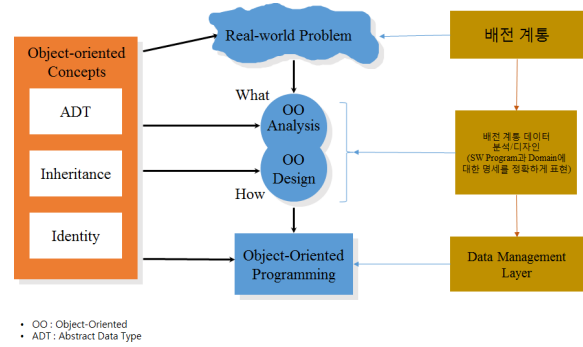 Object-oriented
Concepts
ADT
Inheritance
Identity
Real-world Problem
What
OO
Analysis
OO
Design
How
Object-Oriented
Programming
배전 계통
배전 계통 데이터
분석/디자인
(SW Program과 Domain에
대한 명세를 정확하게 표현)
Data Management
Layer
• OO : Object-Oriented
• ADT : Abstract Data Type